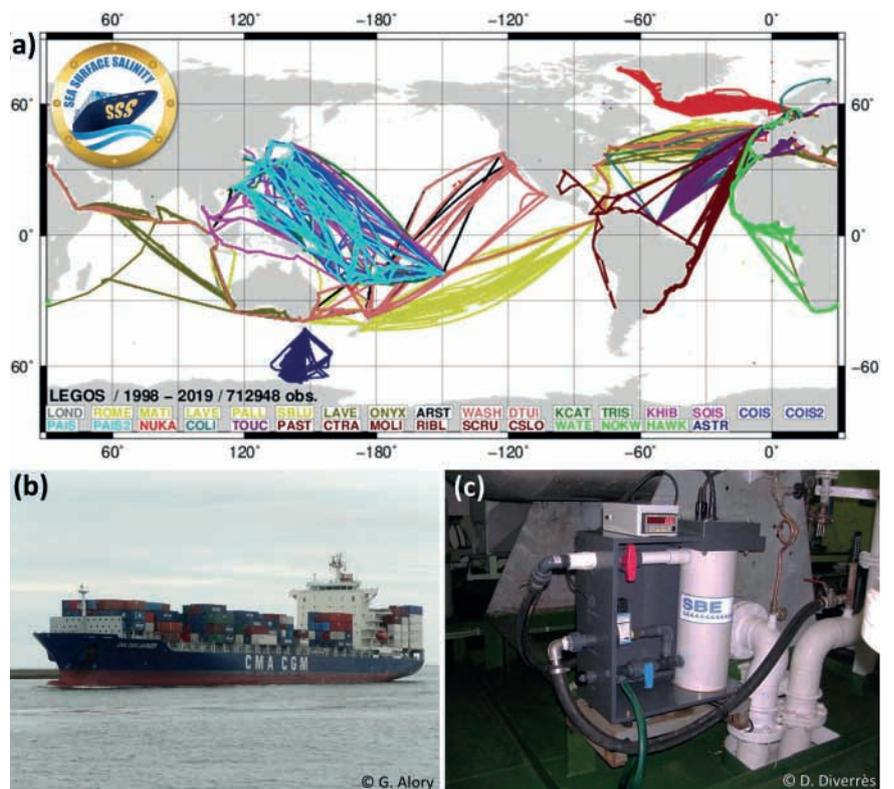 60° 120° −180° −120° −60° 0°
a)
SEA SURFACE SALINITY
SSS
60° 60°
0° 0°
−60° −60°
LEGOS / 1998 – 2019 / 712948 obs.
LOND ROME MATI LAVE PALL SBLU LAVE ONYX ARST WASH DTUI KCAT TRIS KHIB SOIS COIS COIS2
PAIS PAIS2 NUKA COLI TOUC PAST CTRA MOLI RIBL SCRU CSLO WATE NOKW HAWK ASTR
60° 120° −180° −120° −60° 0°
(b) (c)
SBE
CMA CGM
© G. Alory © D. Diverrès